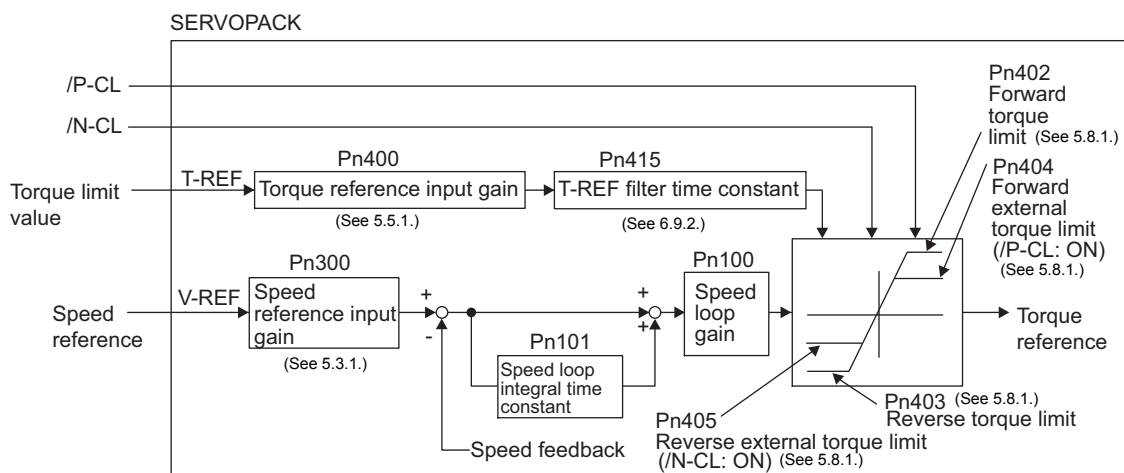 SERVOPACK
/P-CL
/N-CL
Pn402
Forward
torque
limit (See 5.8.1.)
Pn404
Forward
external
torque limit
(/P-CL: ON)
(See 5.8.1.)
Torque limit
value
T-REF
Pn400
Torque reference input gain
(See 5.5.1.)
Pn415
T-REF filter time constant
(See 6.9.2.)
Speed
reference
V-REF
Pn300
Speed
reference input
gain
(See 5.3.1.)
+
-
Pn101
Speed loop
integral time
constant
+
+
Pn100
Speed
loop
gain
Torque
reference
Speed feedback
Pn403 (See 5.8.1.)
Reverse torque limit
Pn405
Reverse external torque limit
(/N-CL: ON) (See 5.8.1.)